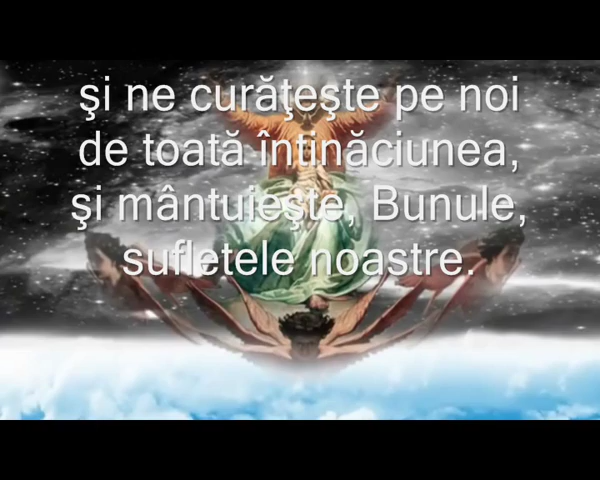 şi ne curăţeşte pe noi
de toată întinăciunea,
şi mântuieşte, Bunule,
sufletele noastre.